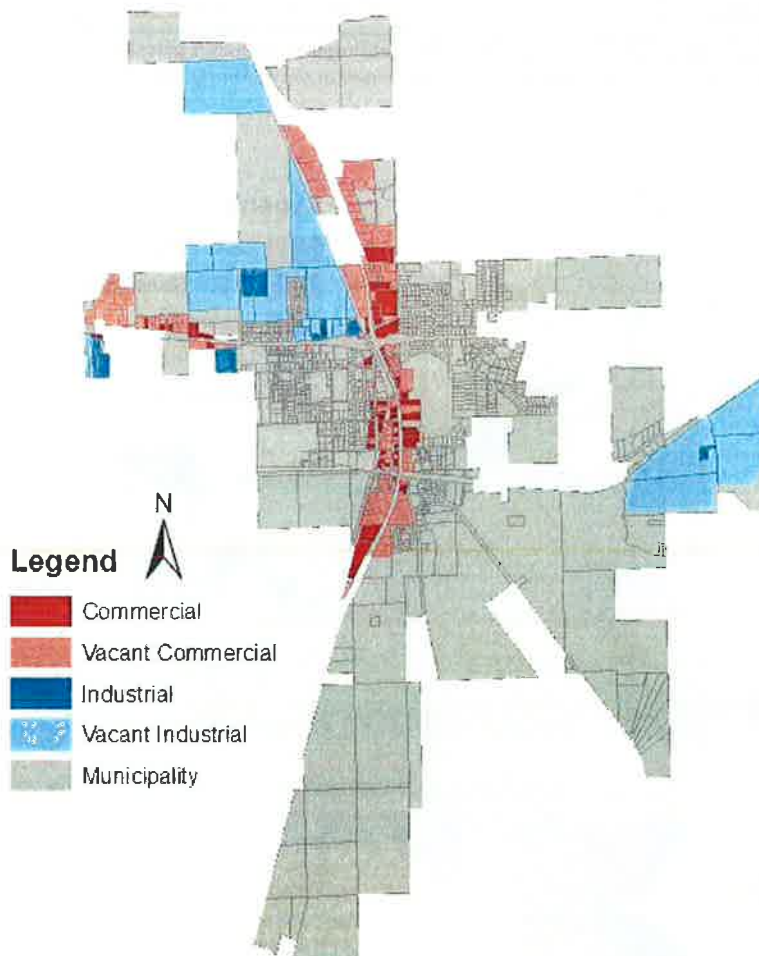 N
Legend
Commercial
Vacant Commercial
Industrial
Vacant Industrial
Municipality